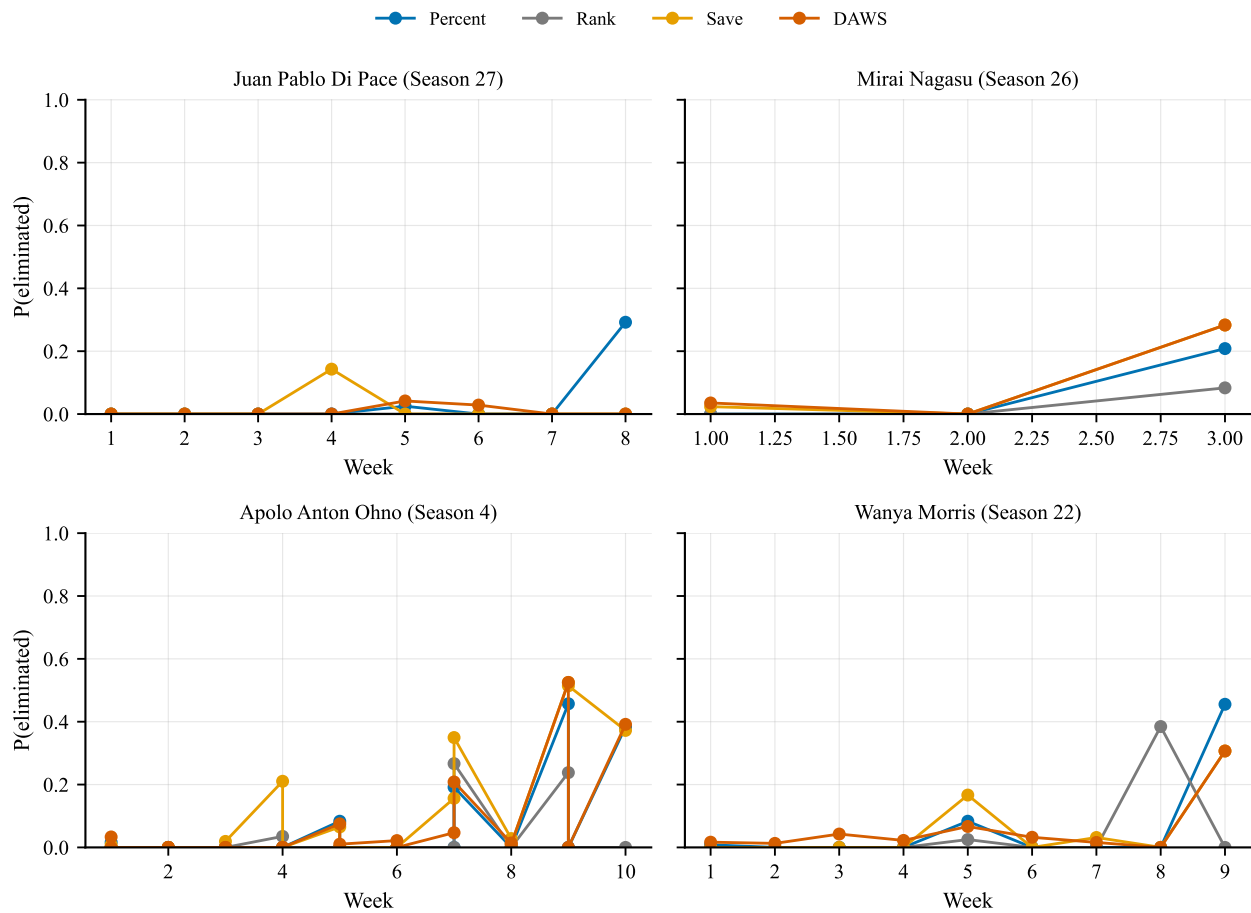 Percent Rank Save DAWS
Juan Pablo Di Pace (Season 27)
Mirai Nagasu (Season 26)
P(eliminated)
1.0
0.8
0.6
0.4
0.2
0.0
1 2 3 4 5 6 7 8
Week
1.00 1.25 1.50 1.75 2.00 2.25 2.50 2.75 3.00
Week
Apolo Anton Ohno (Season 4)
Wanya Morris (Season 22)
P(eliminated)
1.0
0.8
0.6
0.4
0.2
0.0
2 4 6 8 10
Week
1 2 3 4 5 6 7 8 9
Week